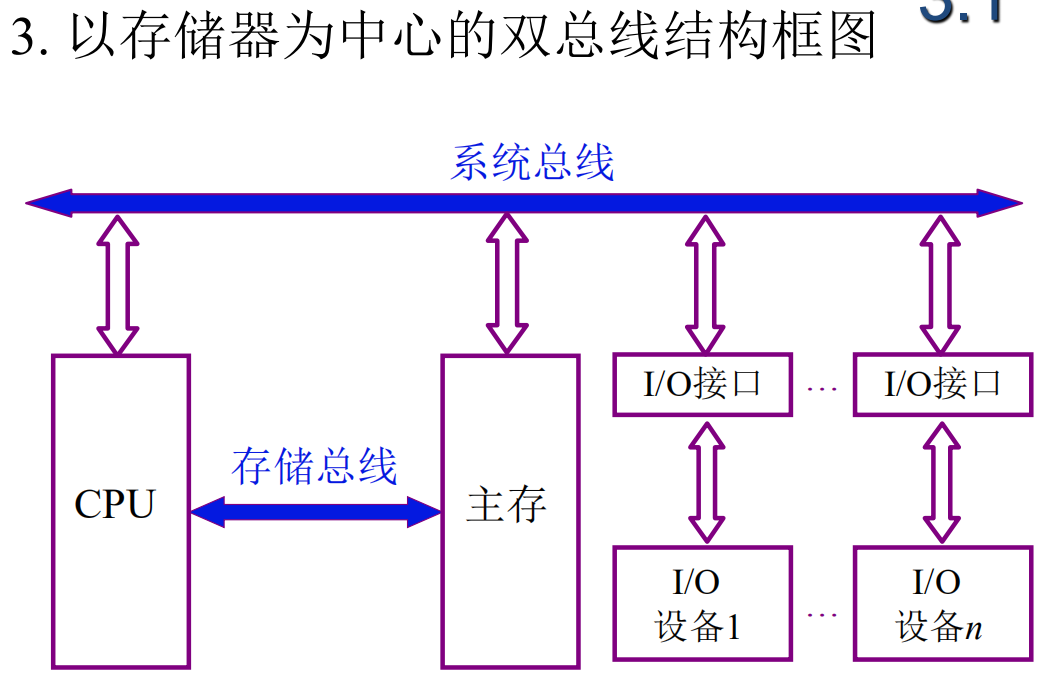 3. 以存储器为中心的双总线结构框图
3.1
系统总线
I/O接口
…
I/O接口
存储总线
CPU
主存
I/O
设备1
…
I/O
设备n